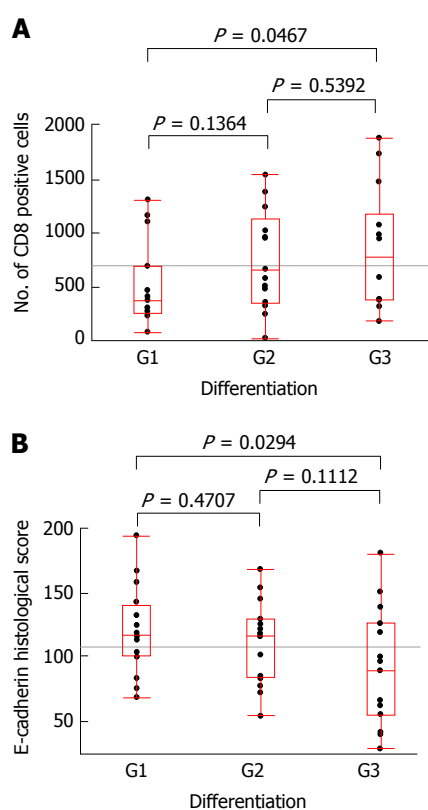 A
P = 0.0467
P = 0.5392
P = 0.1364
No. of CD8 positive cells
2000
1500
1000
500
0
G1 G2 G3
Differentiation
B
P = 0.0294
P = 0.1112
P = 0.4707
E-cadherin histological score
200
150
100
50
G1 G2 G3
Differentiation